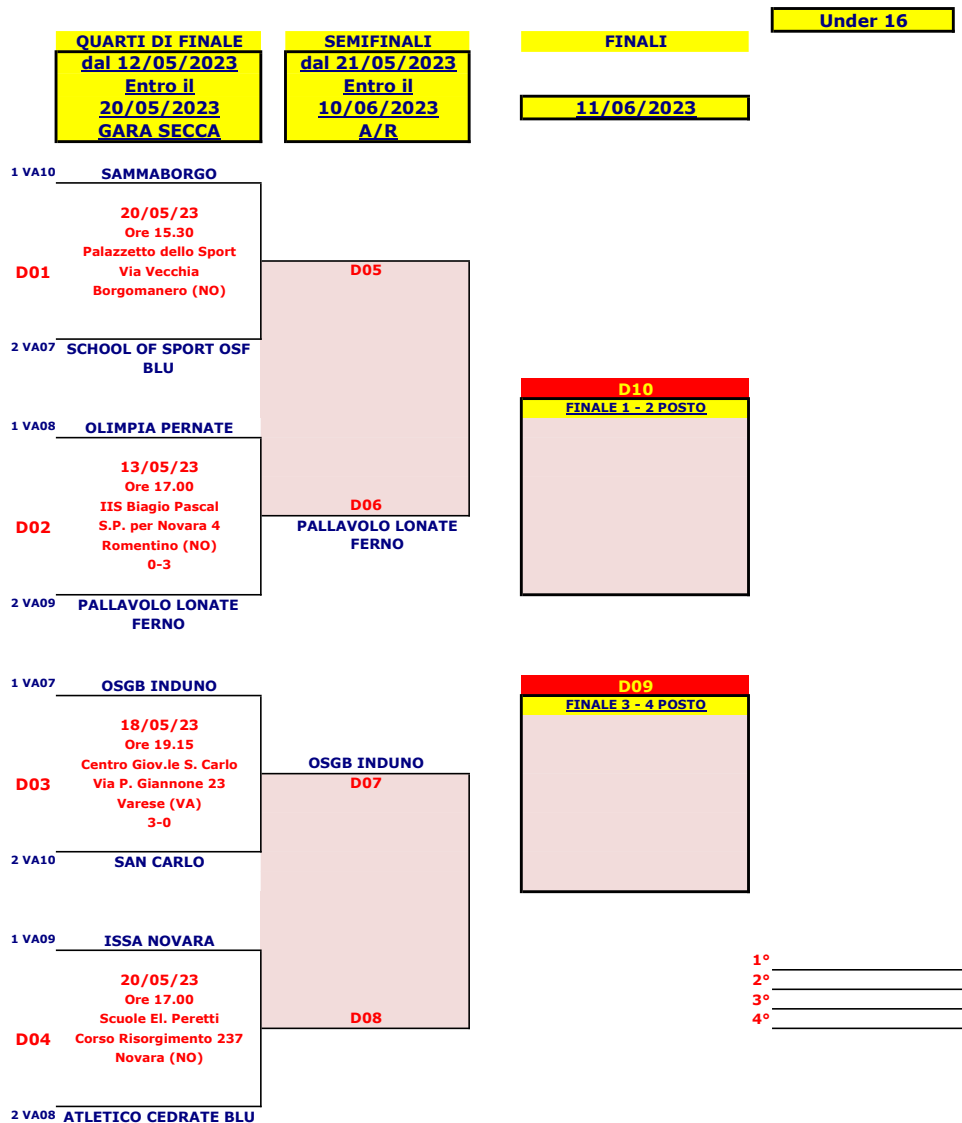 Under 16
QUARTI DI FINALE
dal 12/05/2023
Entro il
20/05/2023
GARA SECCA
SEMIFINALI
dal 21/05/2023
Entro il
10/06/2023
A/R
FINALI
11/06/2023
1 VA10 SAMMABORGO
20/05/23
Ore 15.30
Palazzetto dello Sport
D01 Via Vecchia
Borgomanero (NO)
2 VA07 SCHOOL OF SPORT OSF
BLU
D05
1 VA08 OLIMPIA PERNATE
13/05/23
Ore 17.00
IIS Biagio Pascal
D02 S.P. per Novara 4
Romentino (NO)
0-3
2 VA09 PALLAVOLO LONATE
FERNO
D06
PALLAVOLO LONATE
FERNO
D10
FINALE 1 - 2 POSTO
1 VA07 OSGB INDUNO
18/05/23
Ore 19.15
Centro Giov.le S. Carlo
D03 Via P. Giannone 23
Varese (VA)
3-0
2 VA10 SAN CARLO
OSGB INDUNO
D07
D09
FINALE 3 - 4 POSTO
1 VA09 ISSA NOVARA
20/05/23
Ore 17.00
Scuole El. Peretti
D04 Corso Risorgimento 237
Novara (NO)
2 VA08 ATLETICO CEDRATE BLU
D08
1°
2°
3°
4°